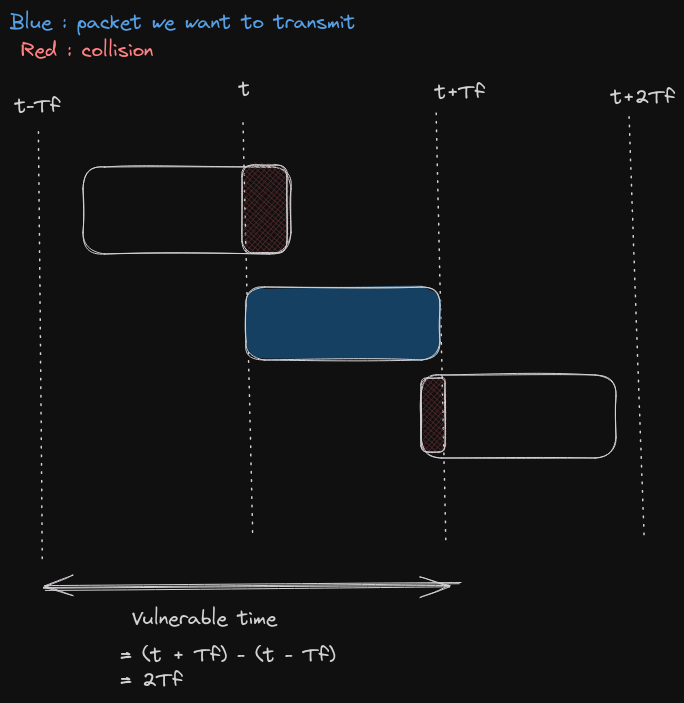 Blue : packet we want to transmit
Red : collision
t-Tf
t
t+Tf
t+2Tf
Vulnerable time
= (t + Tf) - (t - Tf)
= 2Tf